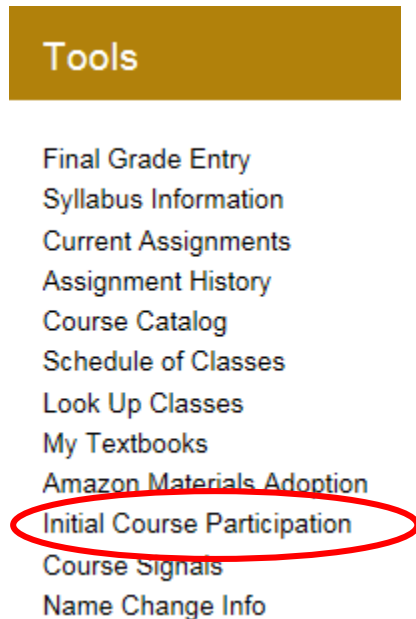 Tools
Final Grade Entry
Syllabus Information
Current Assignments
Assignment History
Course Catalog
Schedule of Classes
Look Up Classes
My Textbooks
Amazon Materials Adoption
Initial Course Participation
Course Signals
Name Change Info